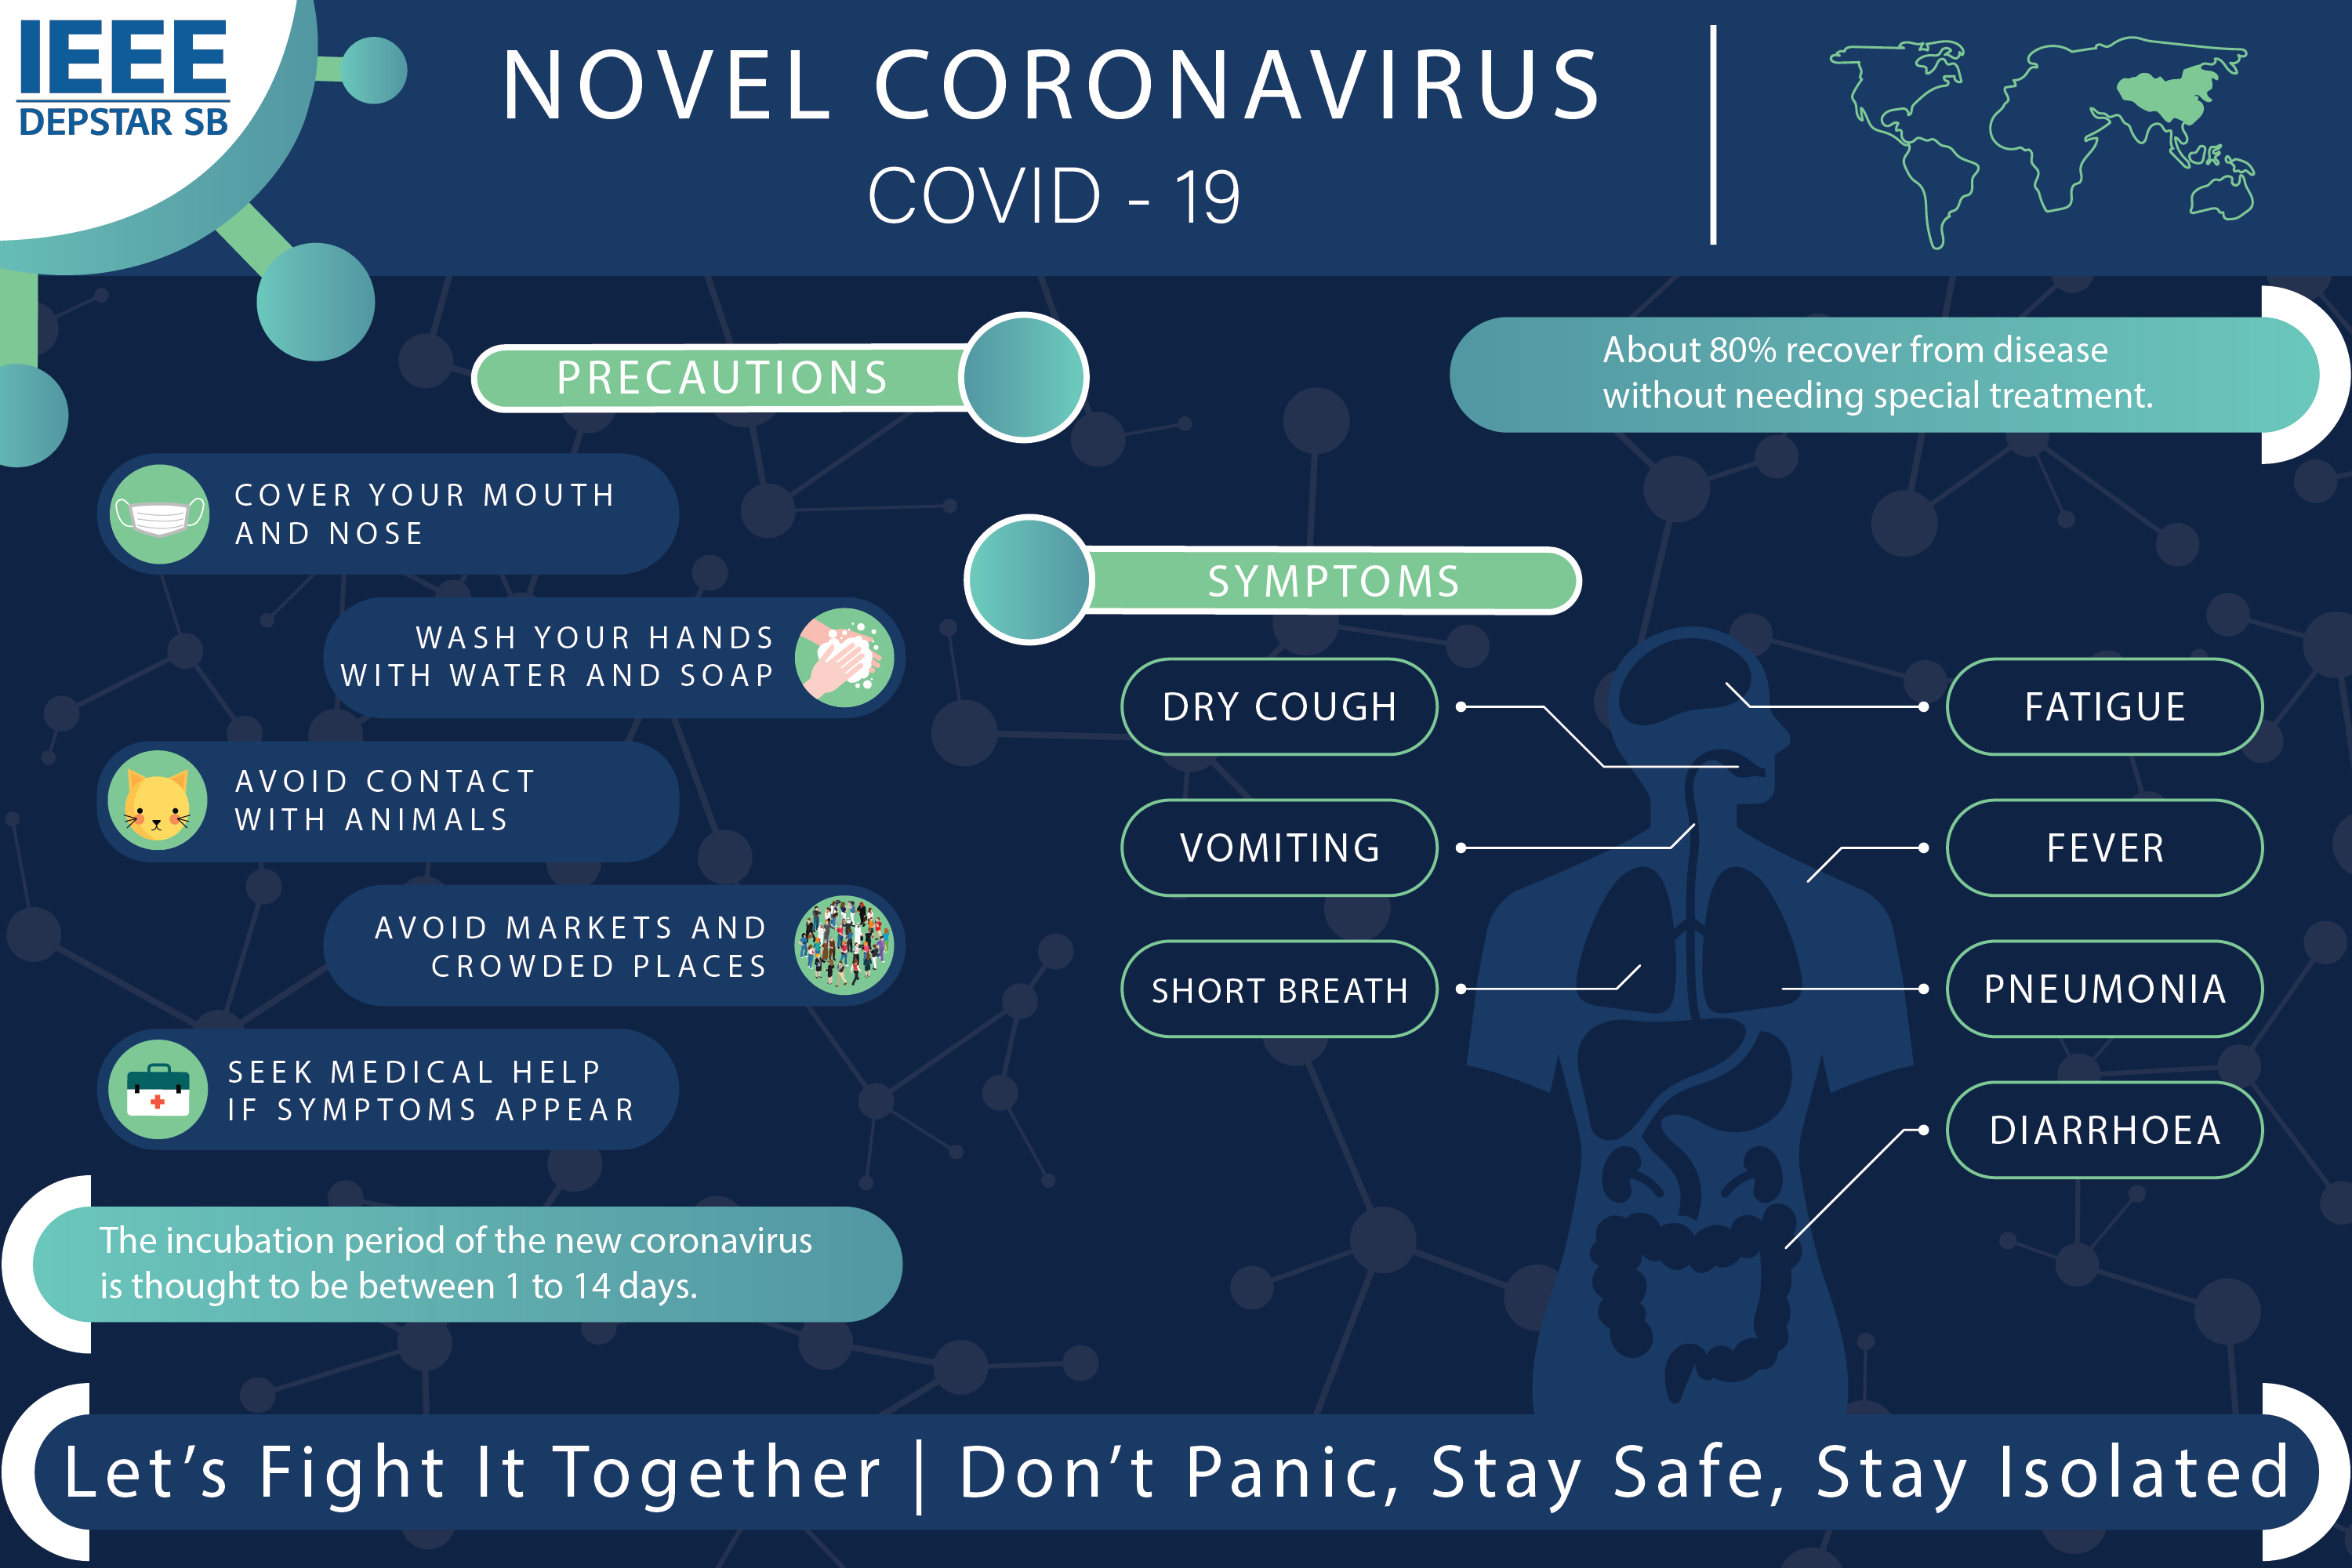 IEEE
DEPSTAR SB
NOVEL CORONAVIRUS
COVID - 19
PRECAUTIONS
COVER YOUR MOUTH
AND NOSE
WASH YOUR HANDS
WITH WATER AND SOAP
AVOID CONTACT
WITH ANIMALS
AVOID MARKETS AND
CROWDED PLACES
SEEK MEDICAL HELP
IF SYMPTOMS APPEAR
The incubation period of the new coronavirus
is thought to be between 1 to 14 days.
About 80% recover from disease
without needing special treatment.
SYMPTOMS
DRY COUGH
VOMITING
SHORT BREATH
FATIGUE
FEVER
PNEUMONIA
DIARRHOEA
Let’s Fight It Together | Don’t Panic, Stay Safe, Stay Isolated